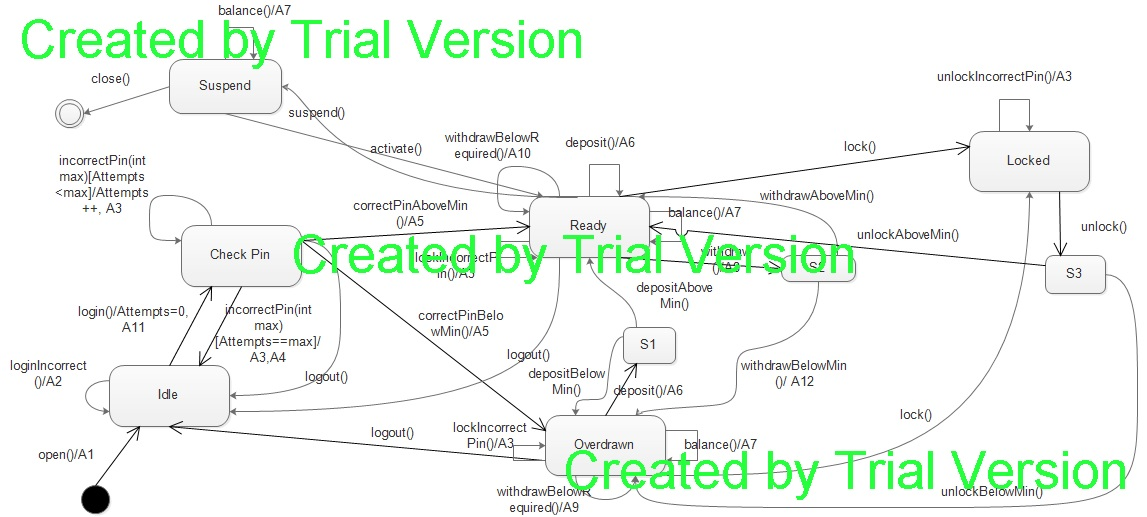 balance()/A7
Created by Trial Version
close()
Suspend
suspend()
activate()
unlockIncorrectPin()/A3
Locked
lock()
withdrawBelowR
equired()/A10
deposit()/A6
incorrectPin(int
max)[Attempts
<max]/Attempts
++, A3
correctPinAboveMin
()/A5
Ready
withdrawAboveMin()
balance()/A7
unlockAboveMin()
unlock()
Check Pin
Created by Trial Version
lockIncorrectP
in()/A3
withdraw
()/A9
S2
S3
depositAbove
Min()
login()/Attempts=0,
A11
incorrectPin(int
max)
[Attempts==max]/
A3,A4
correctPinBelo
wMin()/A5
S1
logout()
loginIncorrect
()/A2
Idle
logout()
depositBelow
Min()
deposit()/A6
withdrawBelowMin
()/ A12
lock()
lockIncorrect
Pin()/A3
logout()
Overdrawn
balance()/A7
open()/A1
Created by Trial Version
withdrawBelowR
equired()/A9
unlockBelowMin()